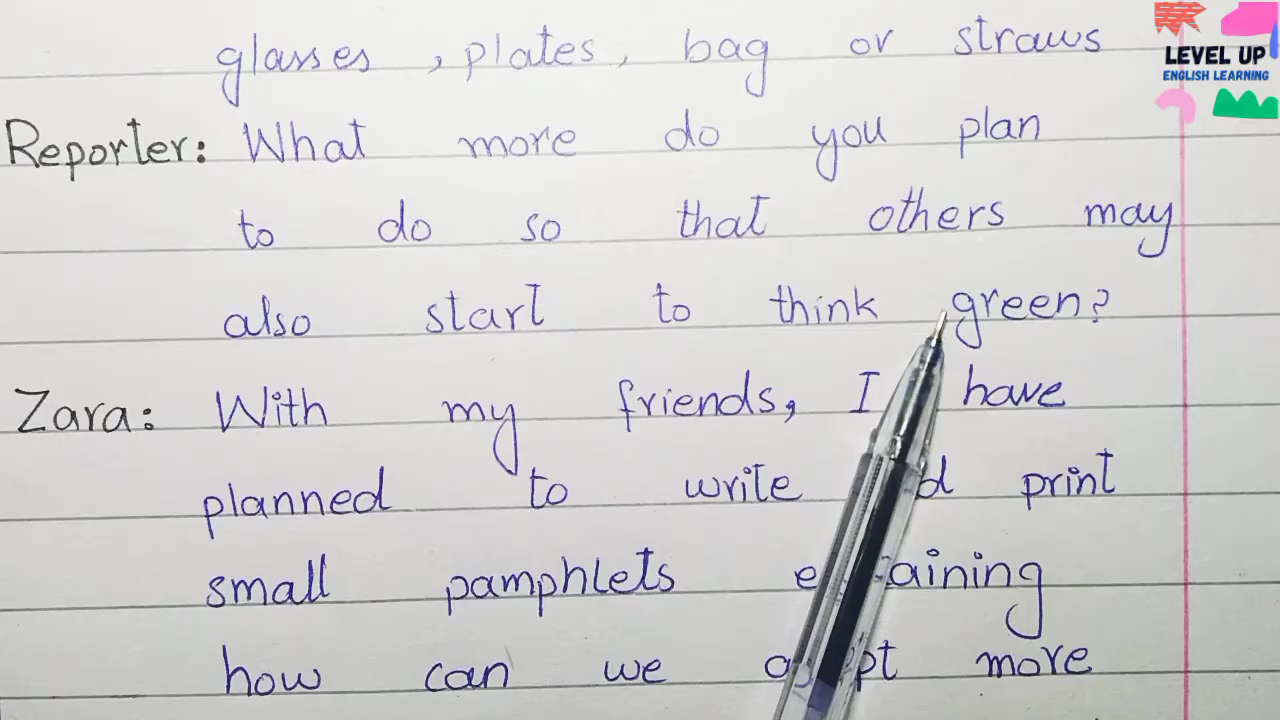 glasses, plates, bag or straws
LEVEL UP
ENGLISH LEARNING
Reporter: What more do you plan
to do so that others may
also start to think green?
Zara: With my friends, I have
planned to write print
small pamphlets
how can we more